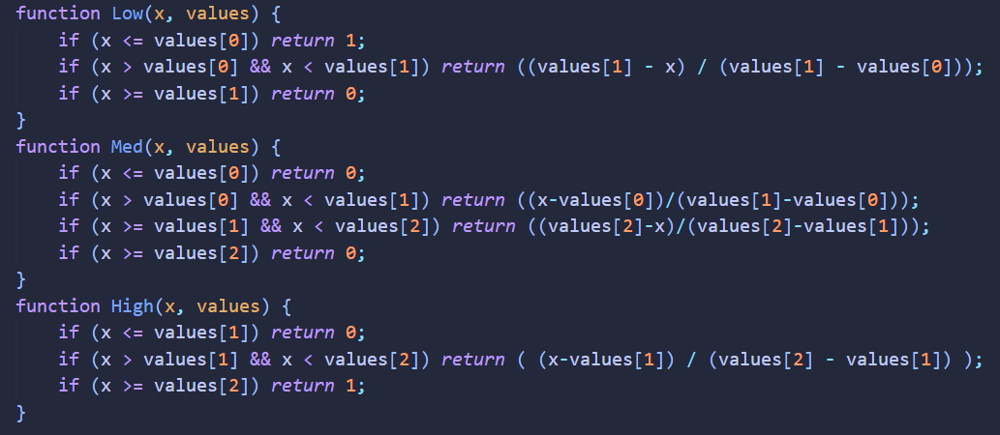 function Low(x, values) {
    if (x <= values[0]) return 1;
    if (x > values[0] && x < values[1]) return ((values[1] - x) / (values[1] - values[0]));
    if (x >= values[1]) return 0;
}
function Med(x, values) {
    if (x <= values[0]) return 0;
    if (x > values[0] && x < values[1]) return ((x-values[0])/(values[1]-values[0]));
    if (x >= values[1] && x < values[2]) return ((values[2]-x)/(values[2]-values[1]));
    if (x >= values[2]) return 0;
}
function High(x, values) {
    if (x <= values[1]) return 0;
    if (x > values[1] && x < values[2]) return ( (x-values[1]) / (values[2] - values[1]) );
    if (x >= values[2]) return 1;
}